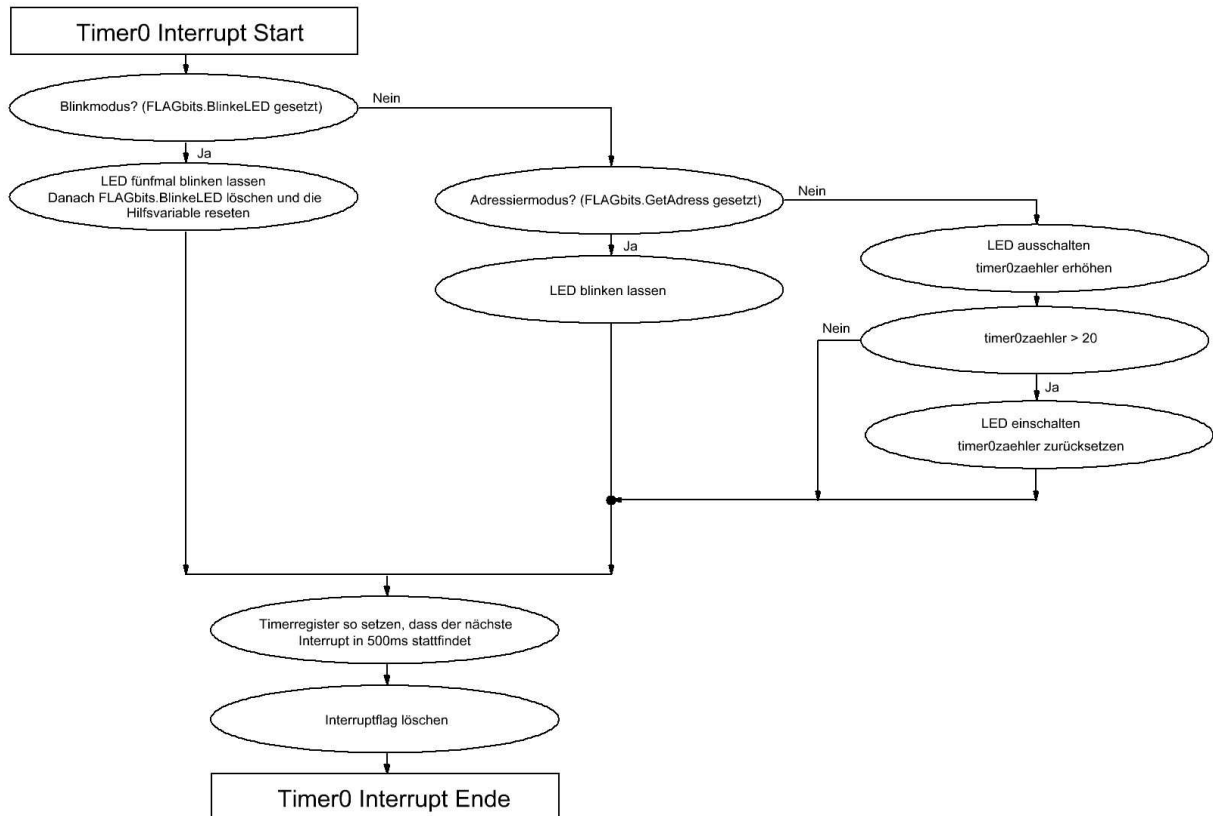 Timer0 Interrupt Start
Blinkmodus? (FLAGbits.BlinkeLED gesetzt)
Nein
Ja
LED fünfmal blinken lassen
Danach FLAGbits.BlinkeLED löschen und die
Hilfsvariable reseten
Adressiermodus? (FLAGbits.GetAdress gesetzt)
Nein
Ja
LED blinken lassen
LED ausschalten
timer0zaehler erhöhen
Nein
timer0zaehler > 20
Ja
LED einschalten
timer0zaehler zurücksetzen
Timerregister so setzen, dass der nächste
Interrupt in 500ms stattfindet
Interruptflag löschen
Timer0 Interrupt Ende